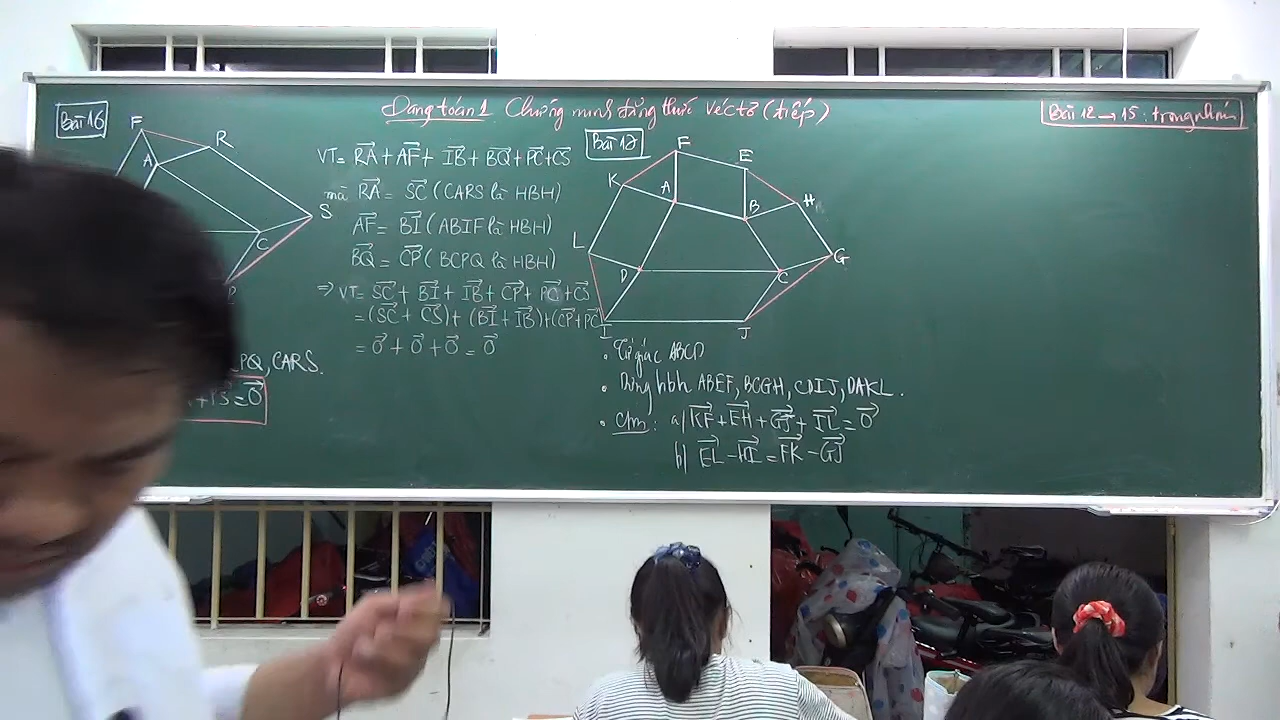 Dạng toán 1 Chứng minh đẳng thức véctơ (tiếp)
Bài 12 → 15 : trong nhóm
Bài 16
F
R
A
S
C
P
CPQ, CARS.
+ PS = 0⃗
VT = RA⃗ + AF⃗ + IB⃗ + BQ⃗ + PC⃗ + CS⃗
mà RA⃗ = SC⃗ (CARS là HBH)
AF⃗ = BI⃗ (ABIF là HBH)
BQ⃗ = CP⃗ (BCPQ là HBH)
⇒ VT = SC⃗ + BI⃗ + IB⃗ + CP⃗ + PC⃗ + CS⃗
= (SC⃗ + CS⃗) + (BI⃗ + IB⃗) + (CP⃗ + PC⃗
= 0⃗ + 0⃗ + 0⃗ = 0⃗
Bài 17
F
E
K
A
B
H
L
D
C
G
I
J
• Tứ giác ABCD
• Dựng hbh ABEF, BCGH, CDIJ, DAKL.
• C/m : a) KF⃗ + EH⃗ + GJ⃗ + IL⃗ = 0⃗
b) EL⃗ - HI⃗ = FK⃗ - GJ⃗